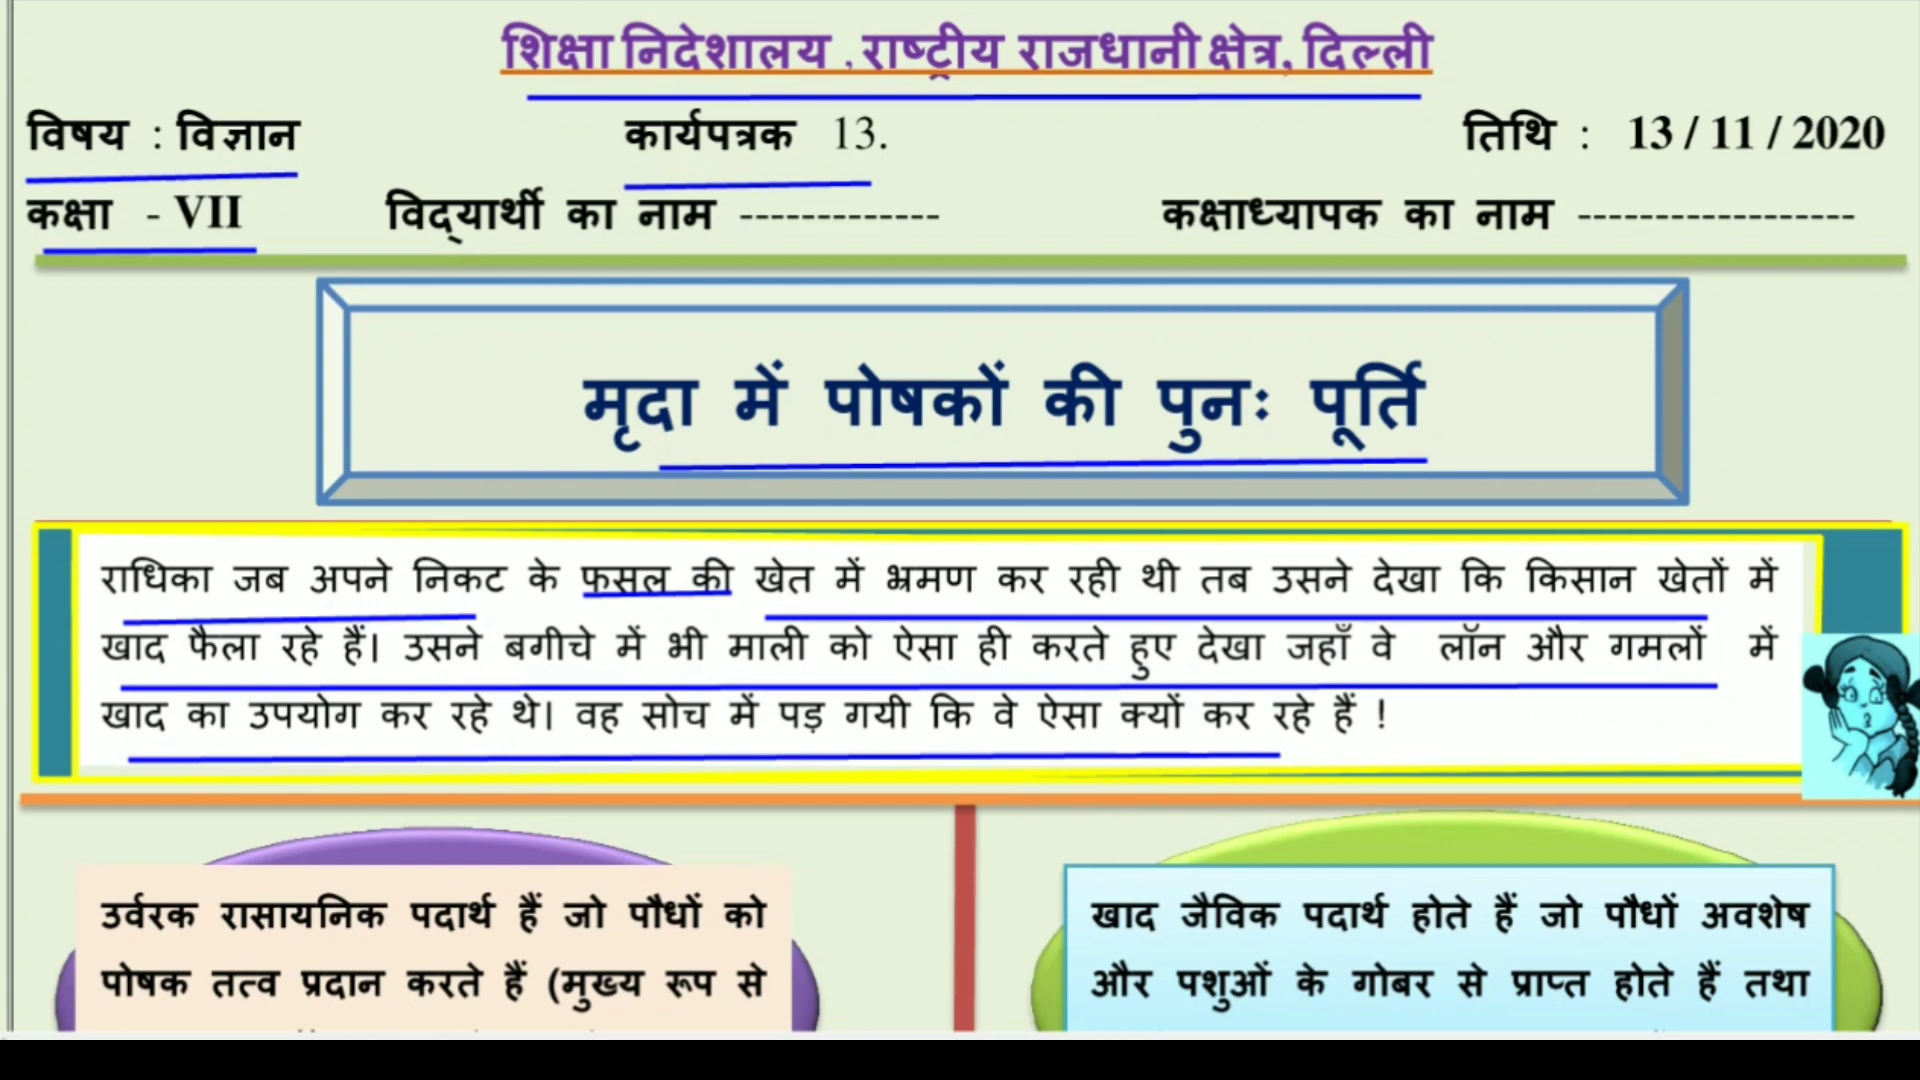 शिक्षा निदेशालय , राष्ट्रीय राजधानी क्षेत्र, दिल्ली
विषय : विज्ञान कार्यपत्रक 13. तिथि : 13 / 11 / 2020
कक्षा - VII विद्यार्थी का नाम ------------- कक्षाध्यापक का नाम ------------------
मृदा में पोषकों की पुनः पूर्ति
राधिका जब अपने निकट के फसल की खेत में भ्रमण कर रही थी तब उसने देखा कि किसान खेतों में
खाद फैला रहे हैं। उसने बगीचे में भी माली को ऐसा ही करते हुए देखा जहाँ वे लॉन और गमलों में
खाद का उपयोग कर रहे थे। वह सोच में पड़ गयी कि वे ऐसा क्यों कर रहे हैं !
उर्वरक रासायनिक पदार्थ हैं जो पौधों को
पोषक तत्व प्रदान करते हैं (मुख्य रूप से
खाद जैविक पदार्थ होते हैं जो पौधों अवशेष
और पशुओं के गोबर से प्राप्त होते हैं तथा